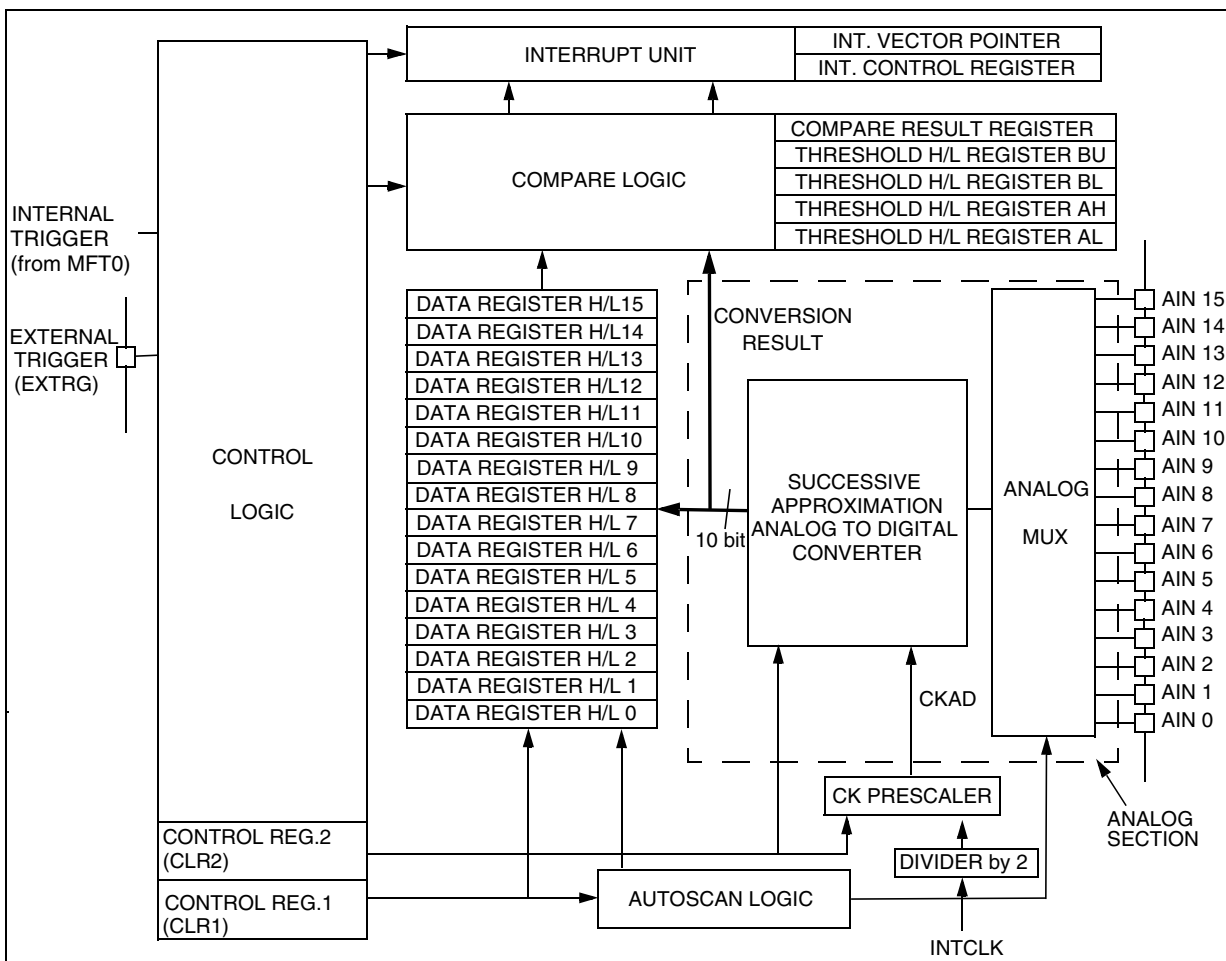 INTERRUPT UNIT
INT. VECTOR POINTER
INT. CONTROL REGISTER
COMPARE LOGIC
COMPARE RESULT REGISTER
THRESHOLD H/L REGISTER BU
THRESHOLD H/L REGISTER BL
THRESHOLD H/L REGISTER AH
THRESHOLD H/L REGISTER AL
INTERNAL
TRIGGER
(from MFT0)
EXTERNAL
TRIGGER
(EXTRG)
CONTROL
LOGIC
DATA REGISTER H/L15
DATA REGISTER H/L14
DATA REGISTER H/L13
DATA REGISTER H/L12
DATA REGISTER H/L11
DATA REGISTER H/L10
DATA REGISTER H/L 9
DATA REGISTER H/L 8
DATA REGISTER H/L 7
DATA REGISTER H/L 6
DATA REGISTER H/L 5
DATA REGISTER H/L 4
DATA REGISTER H/L 3
DATA REGISTER H/L 2
DATA REGISTER H/L 1
DATA REGISTER H/L 0
CONVERSION
RESULT
10 bit
SUCCESSIVE
APPROXIMATION
ANALOG TO DIGITAL
CONVERTER
ANALOG
MUX
AIN 15
AIN 14
AIN 13
AIN 12
AIN 11
AIN 10
AIN 9
AIN 8
AIN 7
AIN 6
AIN 5
AIN 4
AIN 3
AIN 2
AIN 1
AIN 0
CKAD
CK PRESCALER
ANALOG
SECTION
DIVIDER by 2
CONTROL REG.2
(CLR2)
CONTROL REG.1
(CLR1)
AUTOSCAN LOGIC
INTCLK